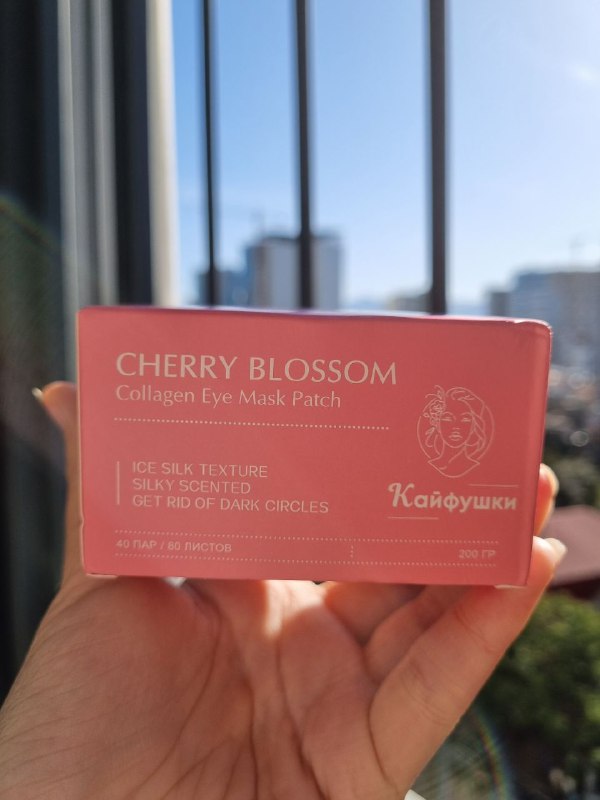 CHERRY BLOSSOM
Collagen Eye Mask Patch
ICE SILK TEXTURE
SILKY SCENTED
GET RID OF DARK CIRCLES
Кайфушки
40 ПАР / 80 ЛИСТОВ
200 ГР